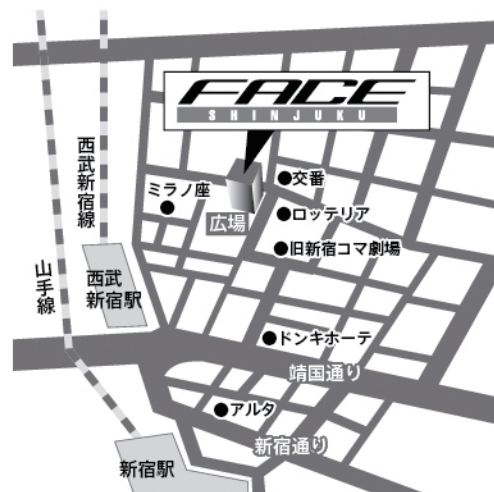 FACE
SHINJUKU
西武新宿線
山手線
ミラノ座
交番
ロッテリア
広場
旧新宿コマ劇場
西武
新宿駅
ドンキホーテ
靖国通り
アルタ
新宿通り
新宿駅